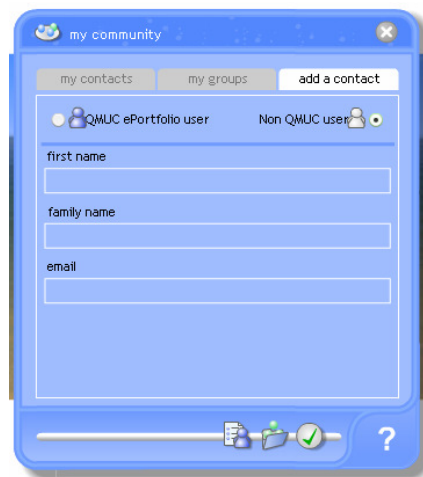 my community
my contacts my groups add a contact
QMUC ePortfolio user Non QMUC user
first name
family name
email
?